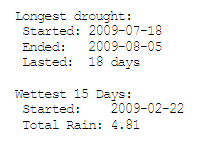 Longest drought:
Started: 2009-07-18
Ended: 2009-08-05
Lasted: 18 days
Wettest 15 Days:
Started: 2009-02-22
Total Rain: 4.81